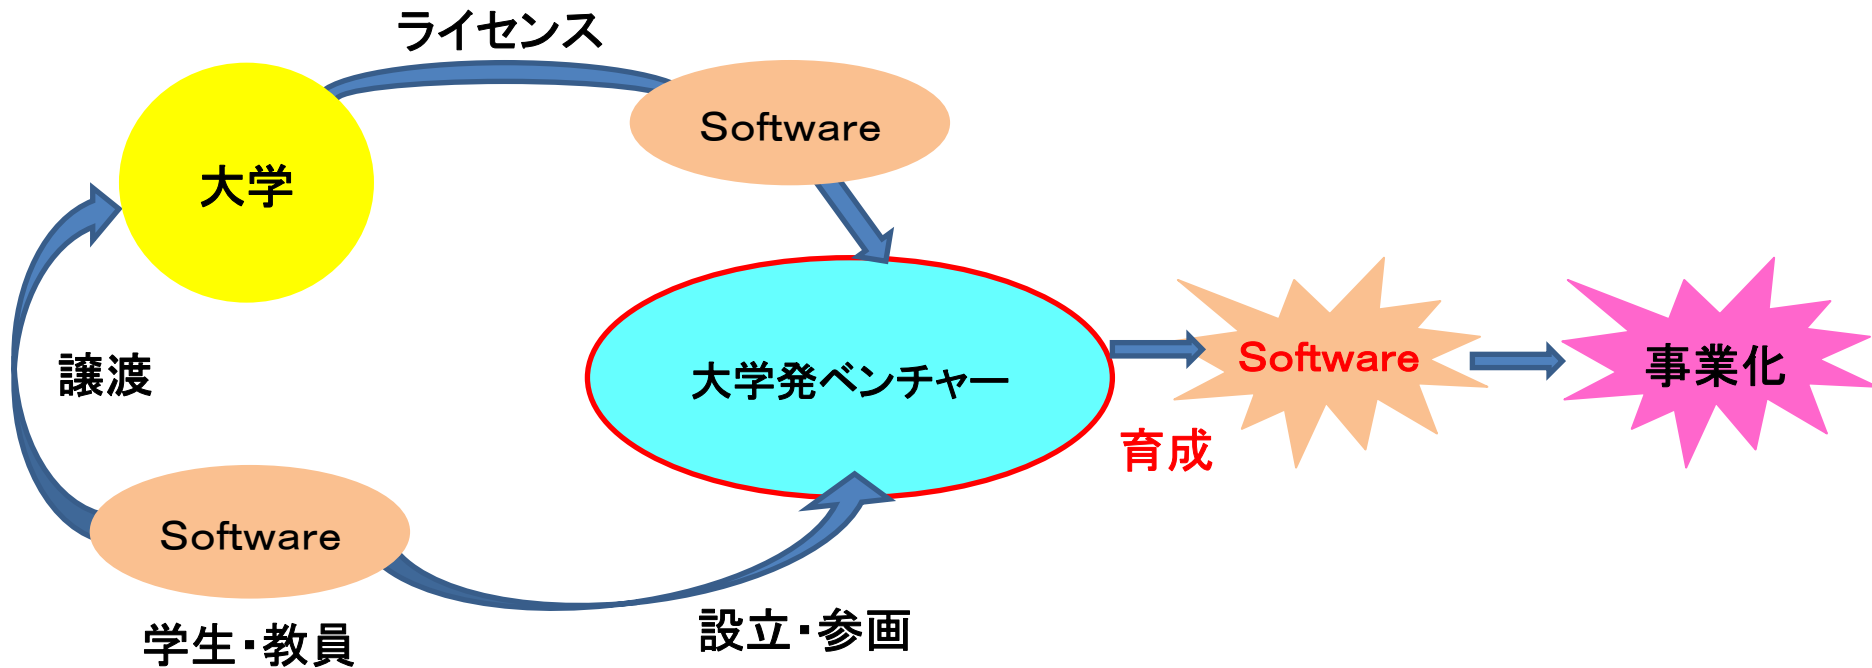 ライセンス
Software
大学
譲渡
大学発ベンチャー
Software
事業化
育成
Software
設立・参画
学生・教員